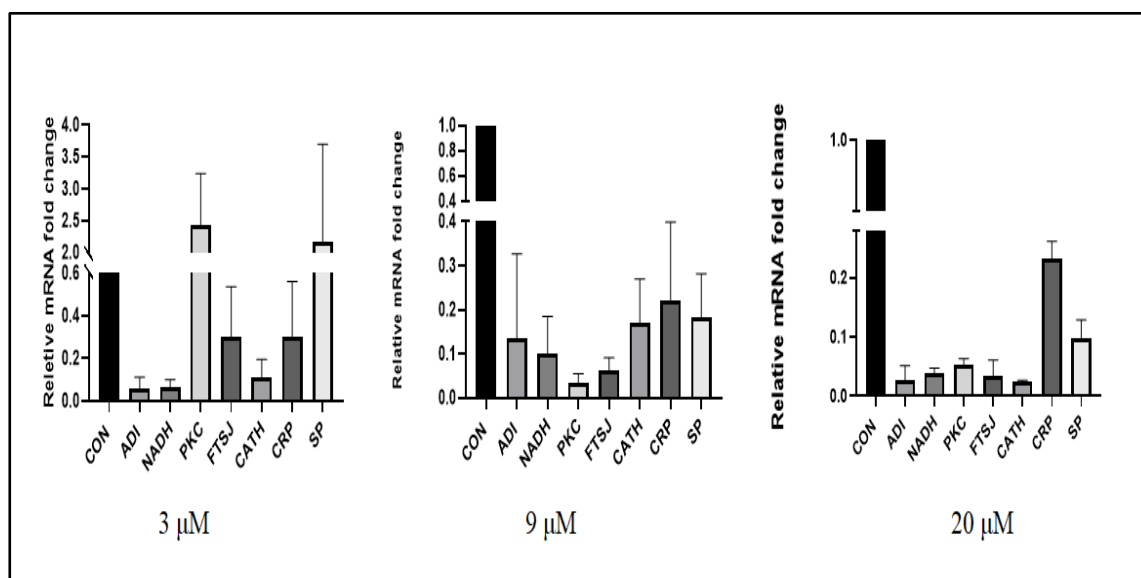 Reletive mRNA fold change
4.0
3.5
3.0
2.5
2.0
0.6
0.4
0.2
0.0
CON
ADI
NADH
PKC
FTSJ
CATH
CRP
SP
3 μM
Relative mRNA fold change
1.0
0.8
0.6
0.4
0.4
0.3
0.2
0.1
0.0
CON
ADI
NADH
PKC
FTSJ
CATH
CRP
SP
9 μM
Relative mRNA fold change
1.0
0.2
0.1
0.0
CON
ADI
NADH
PKC
FTSJ
CATH
CRP
SP
20 μM